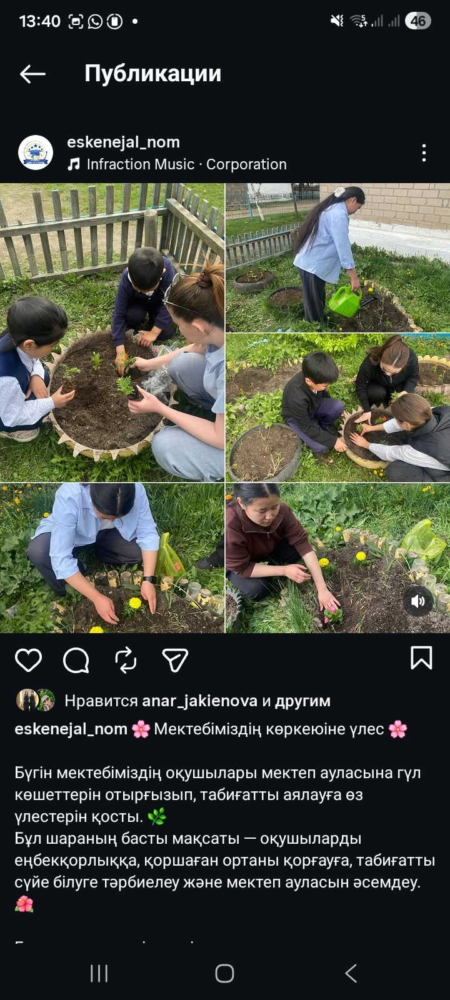 13:40
46
Публикации
eskenejal_nom
Infraction Music · Corporation
Нравится anar_jakienova и другим
eskenejal_nom 🌸 Мектебіміздің көркеюіне үлес 🌸
Бүгін мектебіміздің оқушылары мектеп ауласына гүл
көшеттерін отырғызып, табиғатты аялауға өз
үлестерін қосты. 🌿
Бұл шараның басты мақсаты — оқушыларды
еңбекқорлыққа, қоршаған ортаны қорғауға, табиғатты
сүйе білуге тәрбиелеу және мектеп ауласын әсемдеу.
🌺